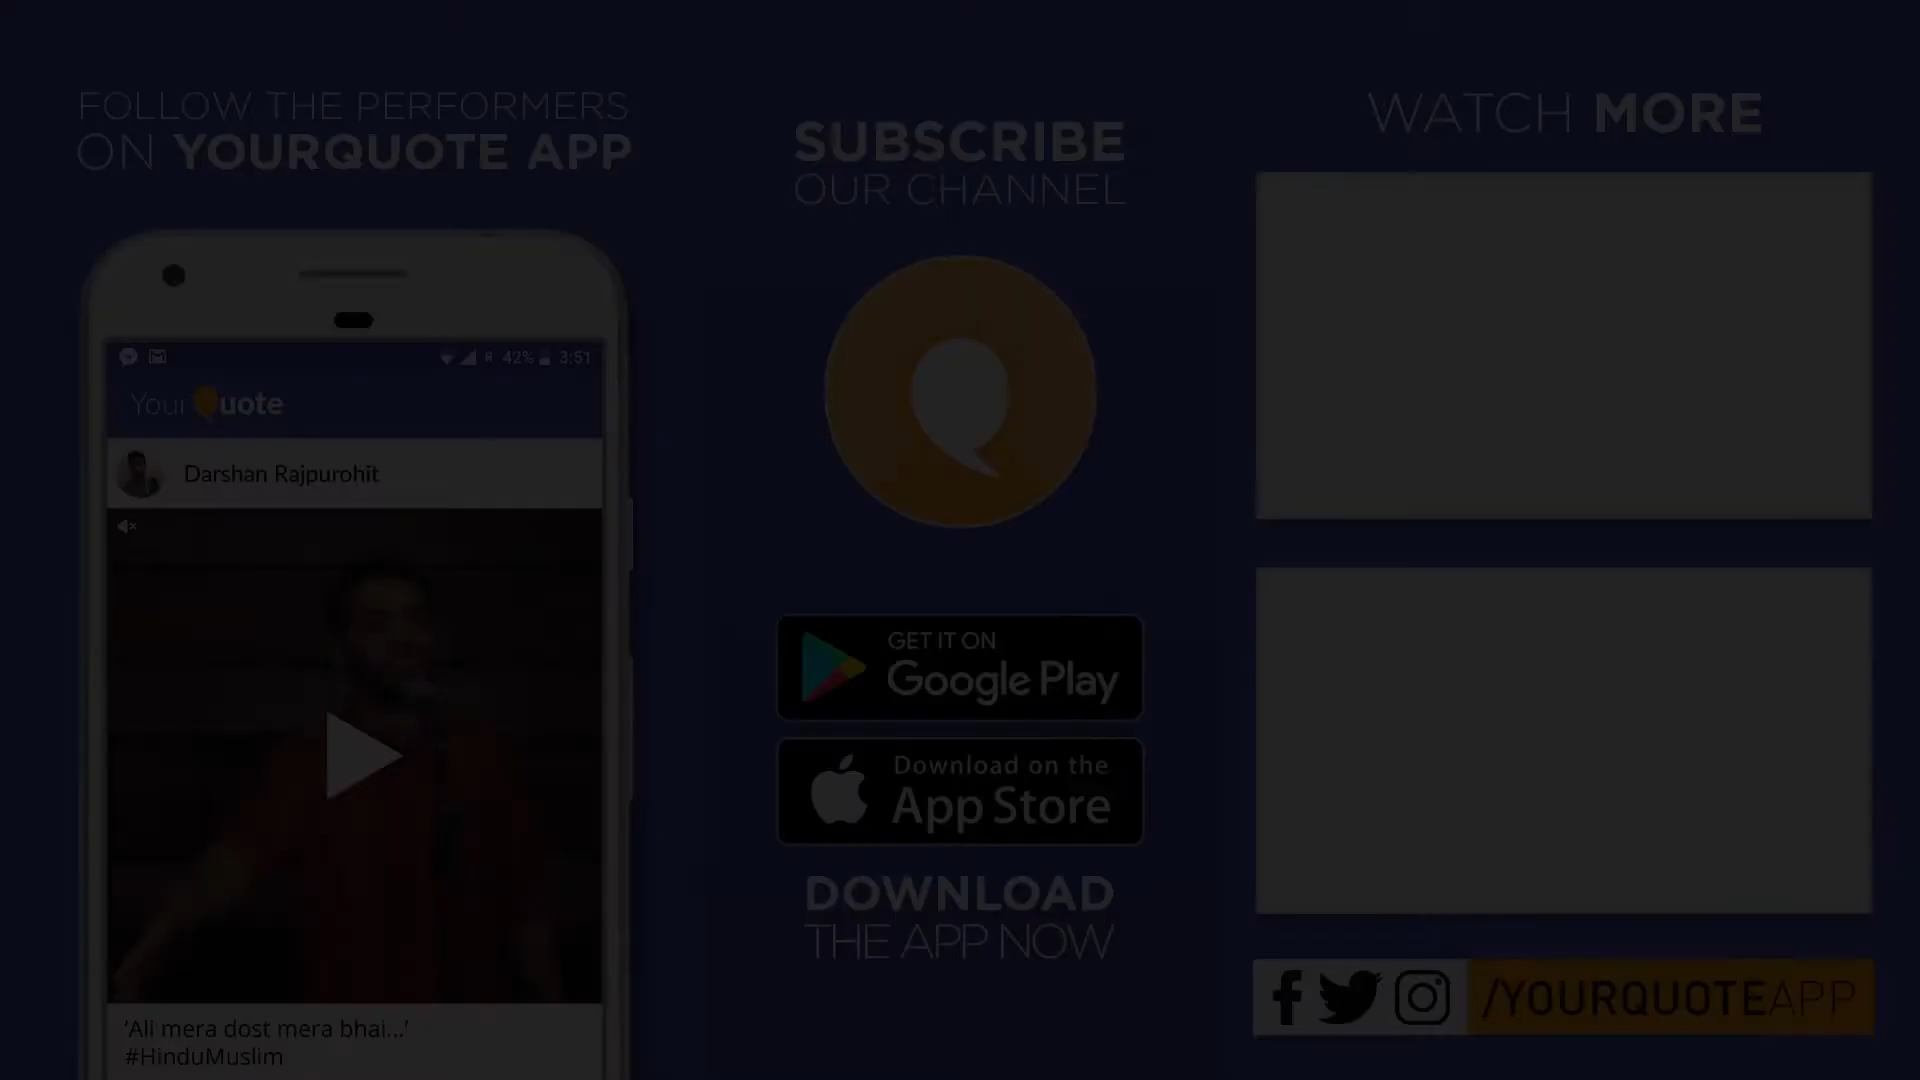 FOLLOW THE PERFORMERS
ON YOURQUOTE APP
R 42% 3:51
YourQuote
Darshan Rajpurohit
'Ali mera dost mera bhai...'
#HinduMuslim
SUBSCRIBE
OUR CHANNEL
GET IT ON
Google Play
Download on the
App Store
DOWNLOAD
THE APP NOW
WATCH MORE
/YOURQUOTEAPP